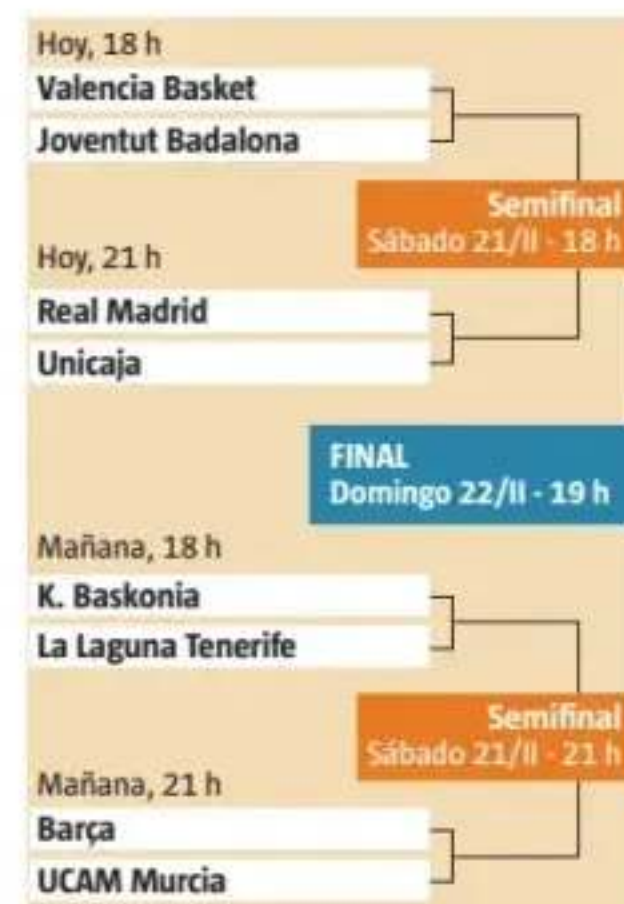 Hoy, 18 h
Valencia Basket
Joventut Badalona
Semifinal
Sábado 21/II - 18 h
Hoy, 21 h
Real Madrid
Unicaja
FINAL
Domingo 22/II - 19 h
Mañana, 18 h
K. Baskonia
La Laguna Tenerife
Semifinal
Sábado 21/II - 21 h
Mañana, 21 h
Barça
UCAM Murcia